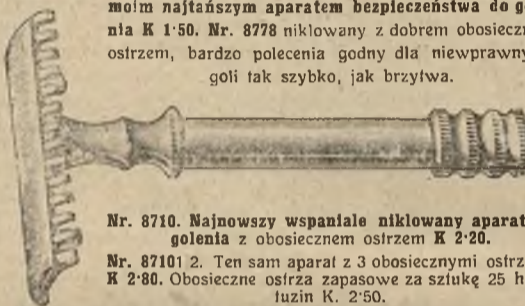 moim najtańszym aparatem bezpieczeństwa do go
nia K 1·50. Nr. 8778 niklowany z dobrem obosieczn
ostrzem, bardzo polecenia godny dla niewprawny
goli tak szybko, jak brzytwa.
Nr. 8710. Najnowszy wspaniale niklowany aparat
golenia z obosiecznem ostrzem K 2·20.
Nr. 87101 2. Ten sam aparat z 3 obosiecznymi ostrz
K 2·80. Obosieczne ostrza zapasowe za sztukę 25 h
tuzin K. 2·50.